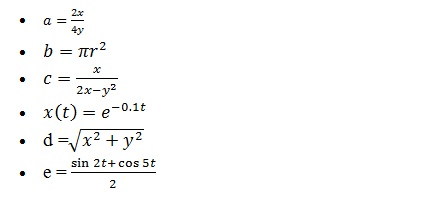 • a = 2x/4y
• b = πr²
• c = x/(2x−y²)
• x(t) = e^(−0.1t)
• d =√(x² + y²)
• e = (sin 2t+ cos 5t)/2